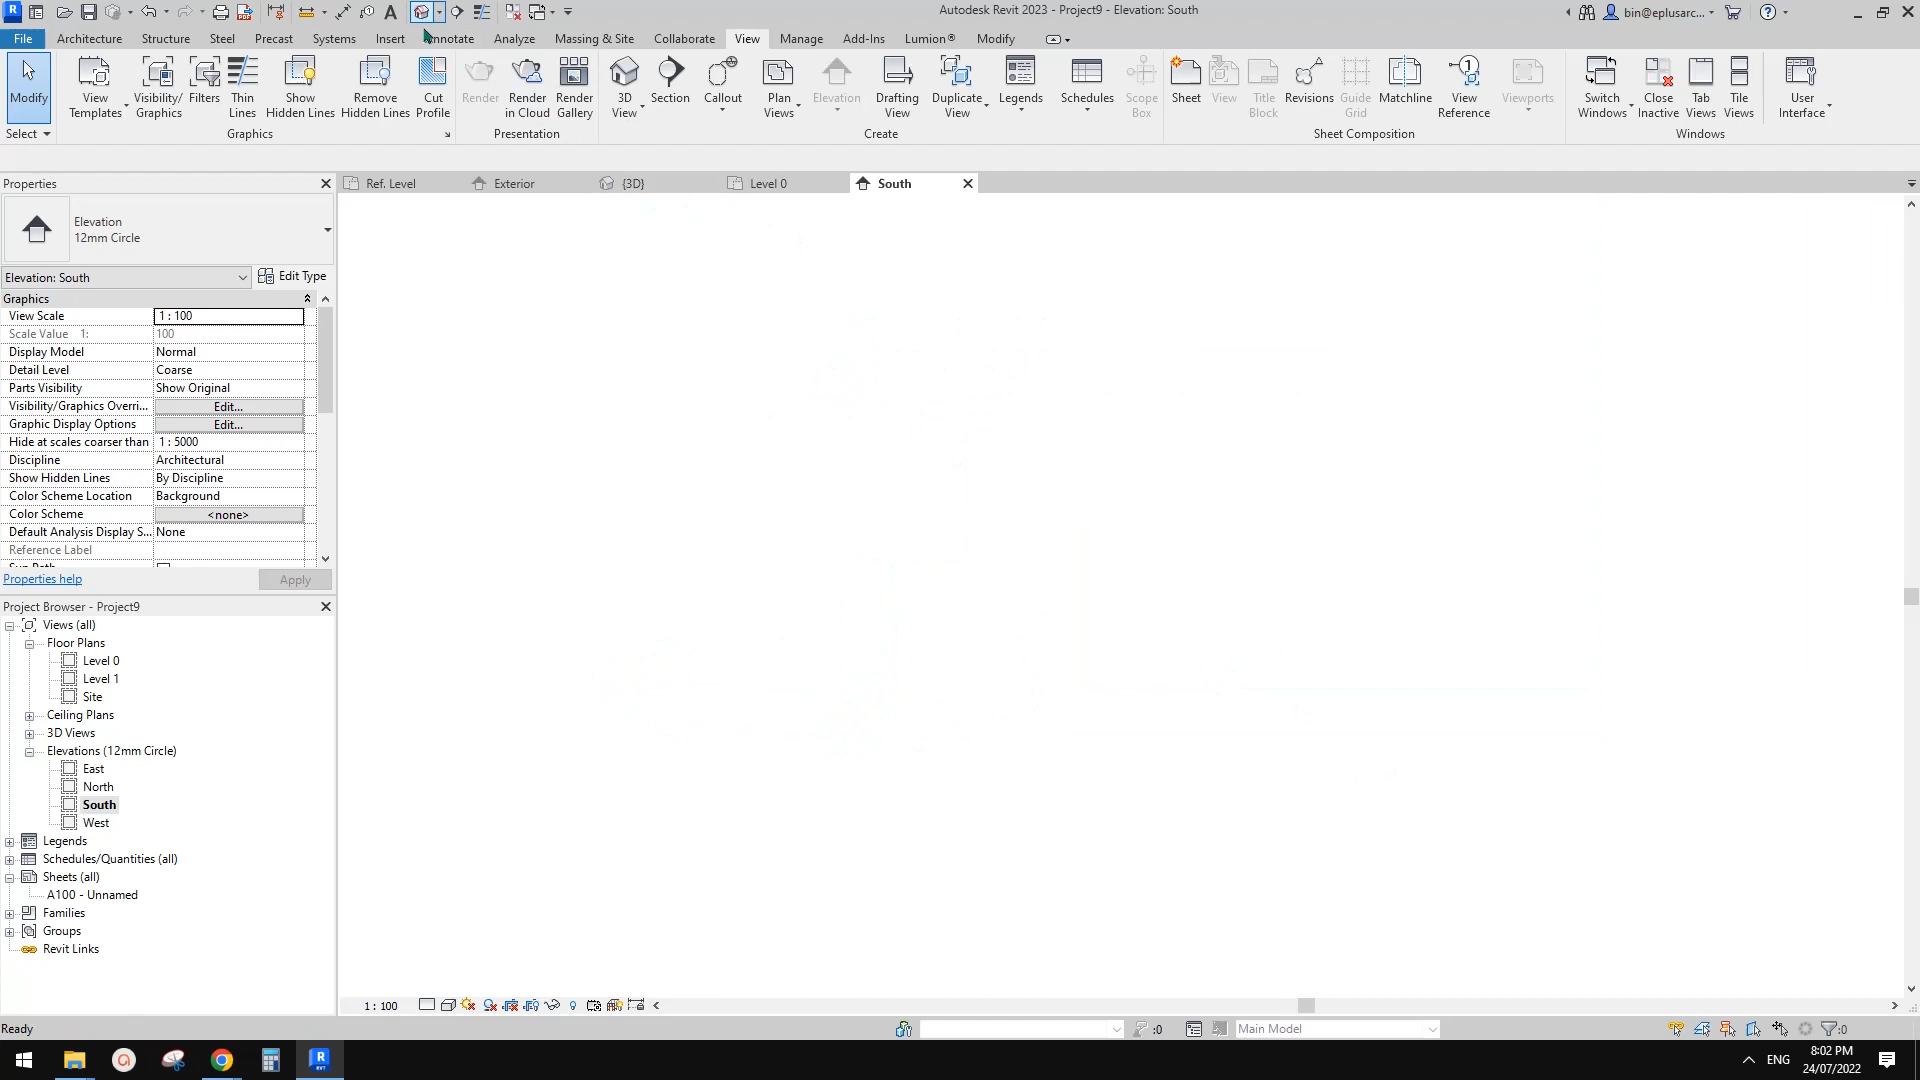 Autodesk Revit 2023 - Project9 - Elevation: South
bin@eplusarc...
File Architecture Structure Steel Precast Systems Insert Annotate Analyze Massing & Site Collaborate View Manage Add-Ins Lumion® Modify
Modify
View Templates
Visibility/ Graphics
Filters
Thin Lines
Show Hidden Lines
Remove Hidden Lines
Cut Profile
Render
Render in Cloud
Render Gallery
3D View
Section
Callout
Plan Views
Elevation
Drafting View
Duplicate View
Legends
Schedules
Scope Box
Sheet
View
Title Block
Revisions
Guide Grid
Matchline
View Reference
Viewports
Switch Windows
Close Inactive
Tab Views
Tile Views
User Interface
Select
Graphics
Presentation
Create
Sheet Composition
Windows
Properties
Ref. Level
Exterior
{3D}
Level 0
South
Elevation
12mm Circle
Elevation: South
Edit Type
Graphics
View Scale 1 : 100
Scale Value 1: 100
Display Model Normal
Detail Level Coarse
Parts Visibility Show Original
Visibility/Graphics Overri... Edit...
Graphic Display Options Edit...
Hide at scales coarser than 1 : 5000
Discipline Architectural
Show Hidden Lines By Discipline
Color Scheme Location Background
Color Scheme <none>
Default Analysis Display S... None
Reference Label
Properties help
Apply
Project Browser - Project9
Views (all)
Floor Plans
Level 0
Level 1
Site
Ceiling Plans
3D Views
Elevations (12mm Circle)
East
North
South
West
Legends
Schedules/Quantities (all)
Sheets (all)
A100 - Unnamed
Families
Groups
Revit Links
1 : 100
Ready
:0
Main Model
:0
ENG
8:02 PM
24/07/2022